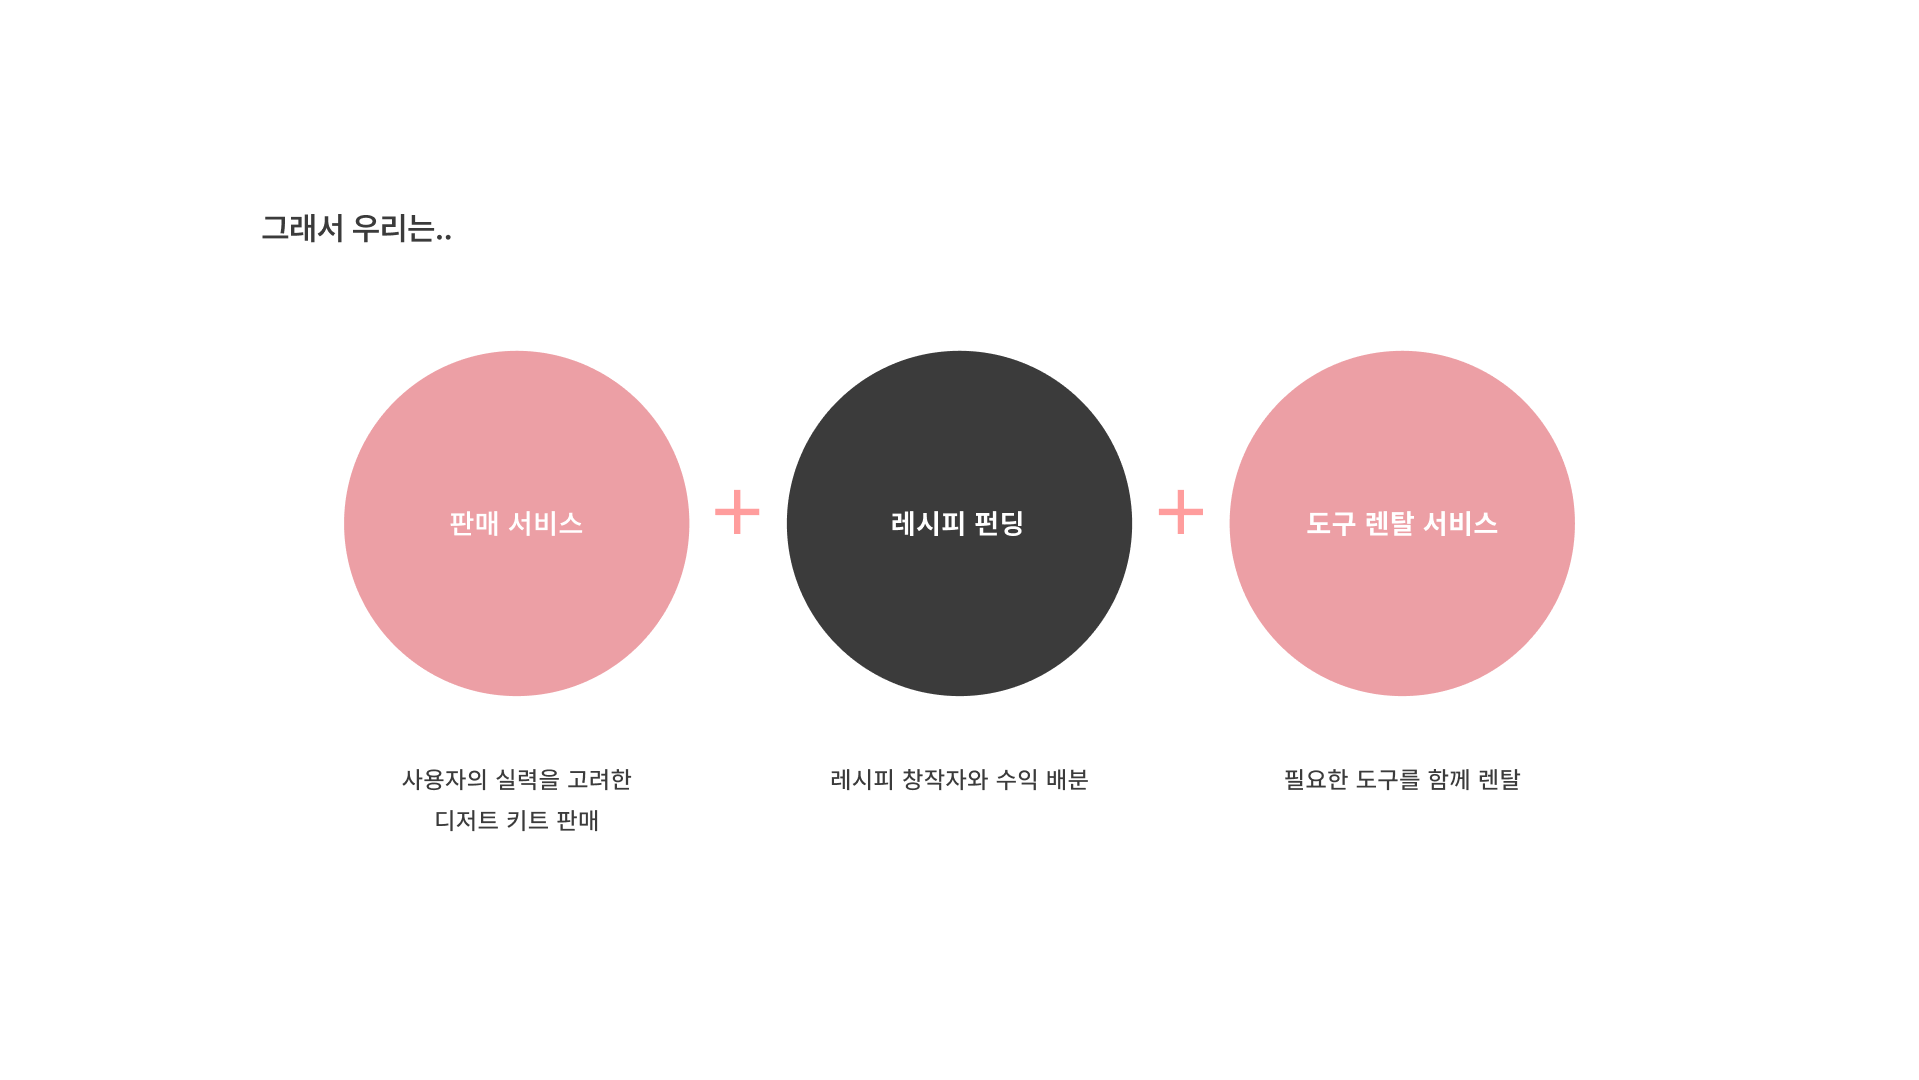 그래서 우리는..
판매 서비스
+
레시피 펀딩
+
도구 렌탈 서비스
사용자의 실력을 고려한
디저트 키트 판매
레시피 창작자와 수익 배분
필요한 도구를 함께 렌탈